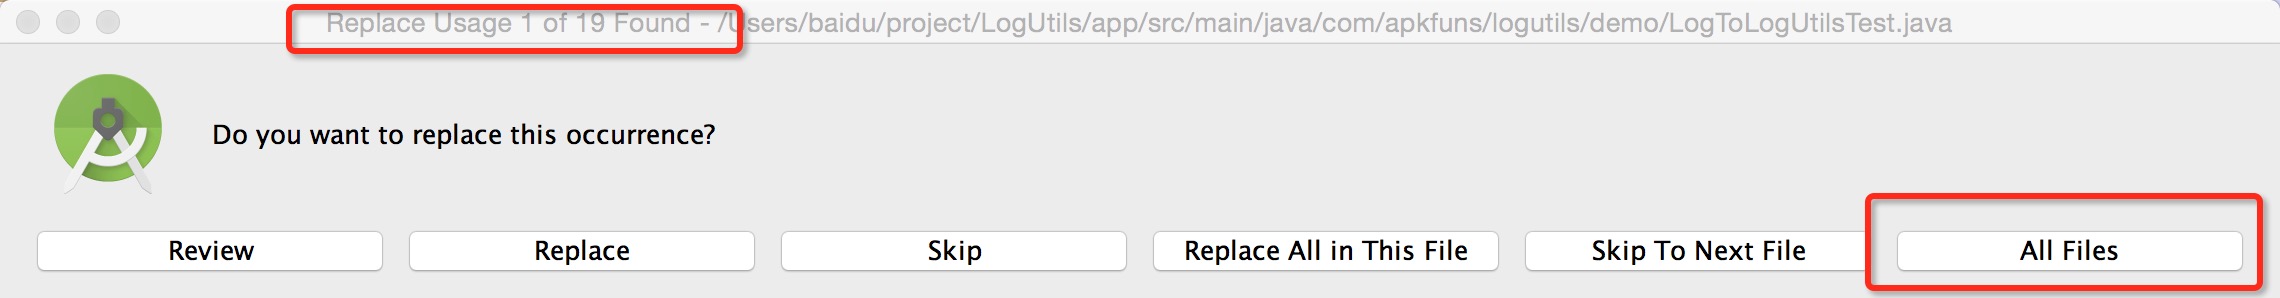 Replace Usage 1 of 19 Found - /Users/baidu/project/LogUtils/app/src/main/java/com/apkfuns/logutils/demo/LogToLogUtilsTest.java
Do you want to replace this occurrence?
Review Replace Skip Replace All in This File Skip To Next File All Files